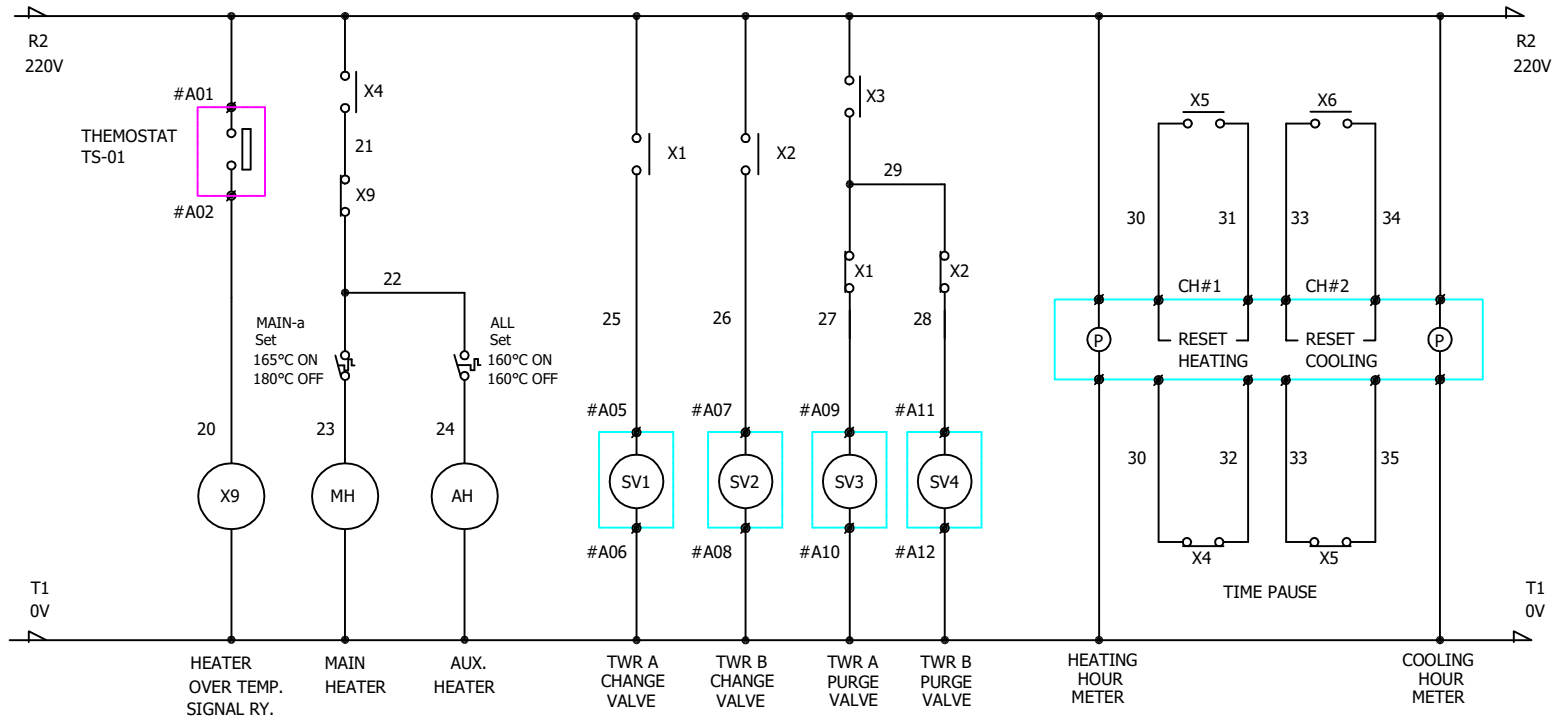 R2
220V
R2
220V
#A01
THEMOSTAT
TS-01
#A02
X4
21
X9
22
MAIN-a
Set
165°C ON
180°C OFF
ALL
Set
160°C ON
160°C OFF
20
23
24
X9
MH
AH
X1
X2
X3
29
X1
X2
25
26
27
28
#A05
#A07
#A09
#A11
SV1
SV2
SV3
SV4
#A06
#A08
#A10
#A12
X5
X6
30
31
33
34
CH#1
CH#2
P
RESET
HEATING
RESET
COOLING
P
30
32
33
35
X4
X5
TIME PAUSE
T1
0V
T1
0V
HEATER
OVER TEMP.
SIGNAL RY.
MAIN
HEATER
AUX.
HEATER
TWR A
CHANGE
VALVE
TWR B
CHANGE
VALVE
TWR A
PURGE
VALVE
TWR B
PURGE
VALVE
HEATING
HOUR
METER
COOLING
HOUR
METER